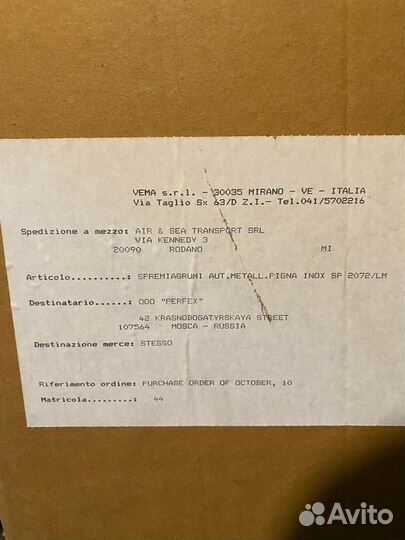 VEMA s.r.l. - 30035 MIRANO - VE - ITALIA
Via Taglio Sx 63/D Z.I.- Tel.041/5702216
Spedizione a mezzo: AIR & SEA TRANSPORT SRL
VIA KENNEDY 3
20090 RODANO MI
Articolo..........: SPREMIAGRUMI AUT.METALL.PIGNA INOX SP 2072/LM
Destinatario......: OOO "PERFEX"
42 KRASNOBOGATYRSKAYA STREET
107564 MOSCA - RUSSIA
Destinazione merce: STESSO
Riferimento ordine: PURCHASE ORDER OF OCTOBER, 10
Matricola.........: 44
Avito